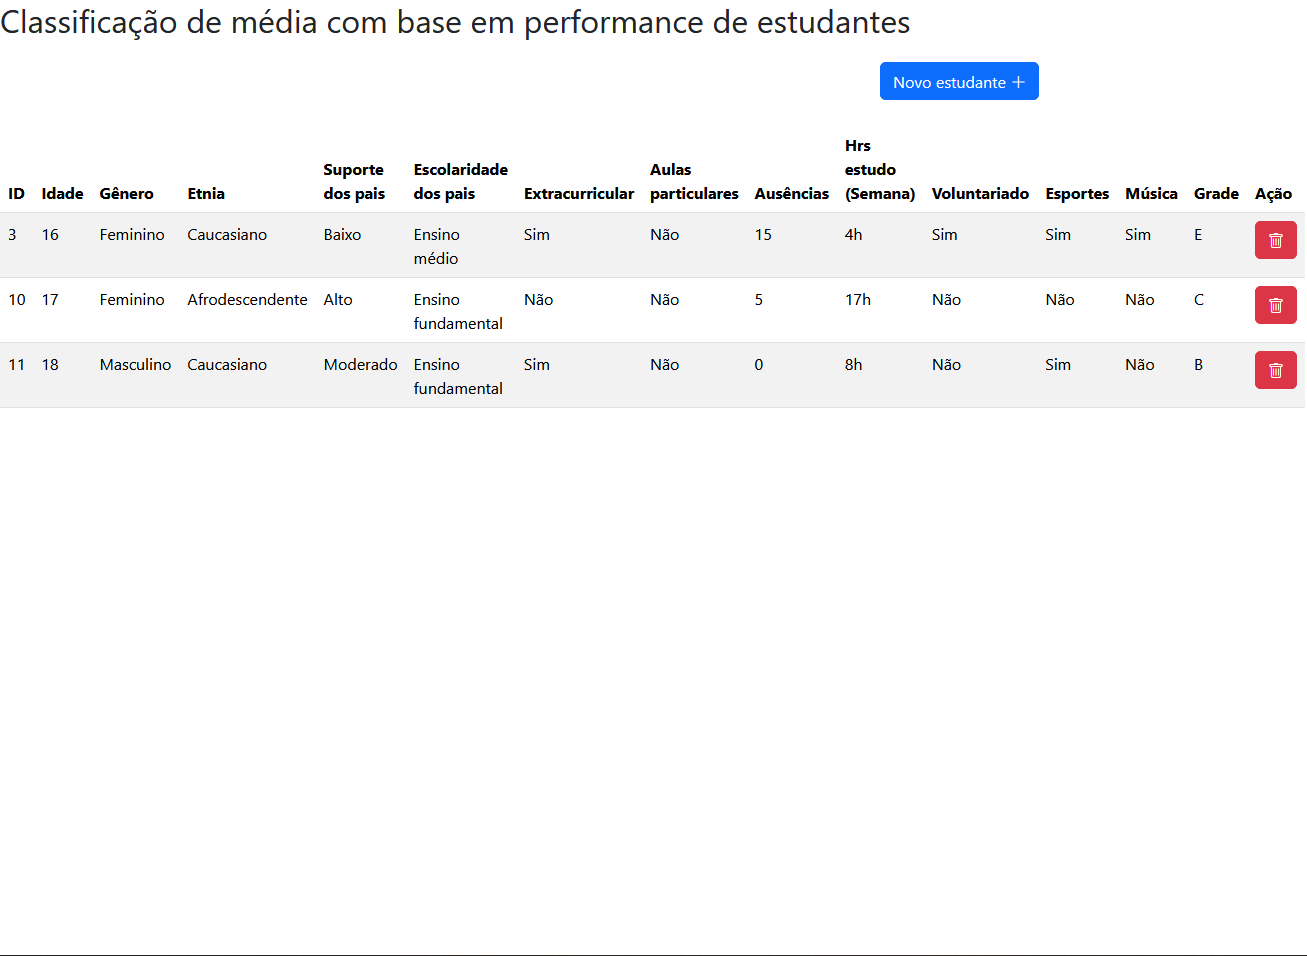 Classificação de média com base em performance de estudantes
Novo estudante +
ID Idade Gênero Etnia Suporte dos pais Escolaridade dos pais Extracurricular Aulas particulares Ausências Hrs estudo (Semana) Voluntariado Esportes Música Grade Ação
3 16 Feminino Caucasiano Baixo Ensino médio Sim Não 15 4h Sim Sim Sim E
10 17 Feminino Afrodescendente Alto Ensino fundamental Não Não 5 17h Não Não Não C
11 18 Masculino Caucasiano Moderado Ensino fundamental Sim Não 0 8h Não Sim Não B